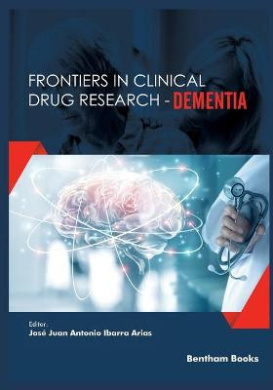 FRONTIERS IN CLINICAL
DRUG RESEARCH - DEMENTIA
Editor:
José Juan Antonio Ibarra Arias
Bentham Books